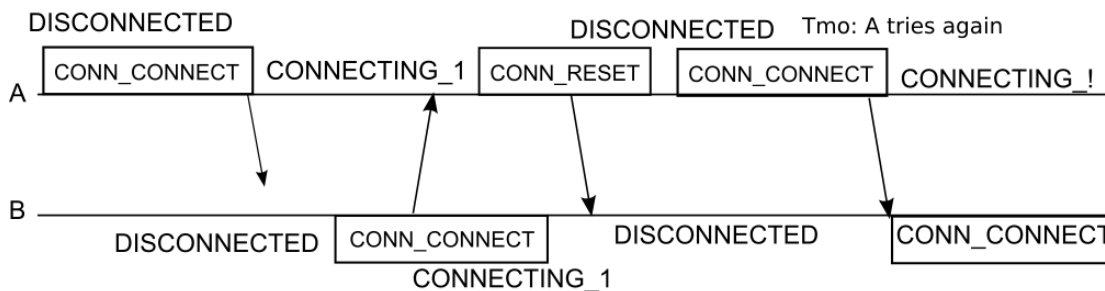 DISCONNECTED
DISCONNECTED
Tmo: A tries again
CONN_CONNECT
CONNECTING_1
CONN_RESET
CONN_CONNECT
CONNECTING_!
A
B
DISCONNECTED
CONN_CONNECT
DISCONNECTED
CONN_CONNECT
CONNECTING_1